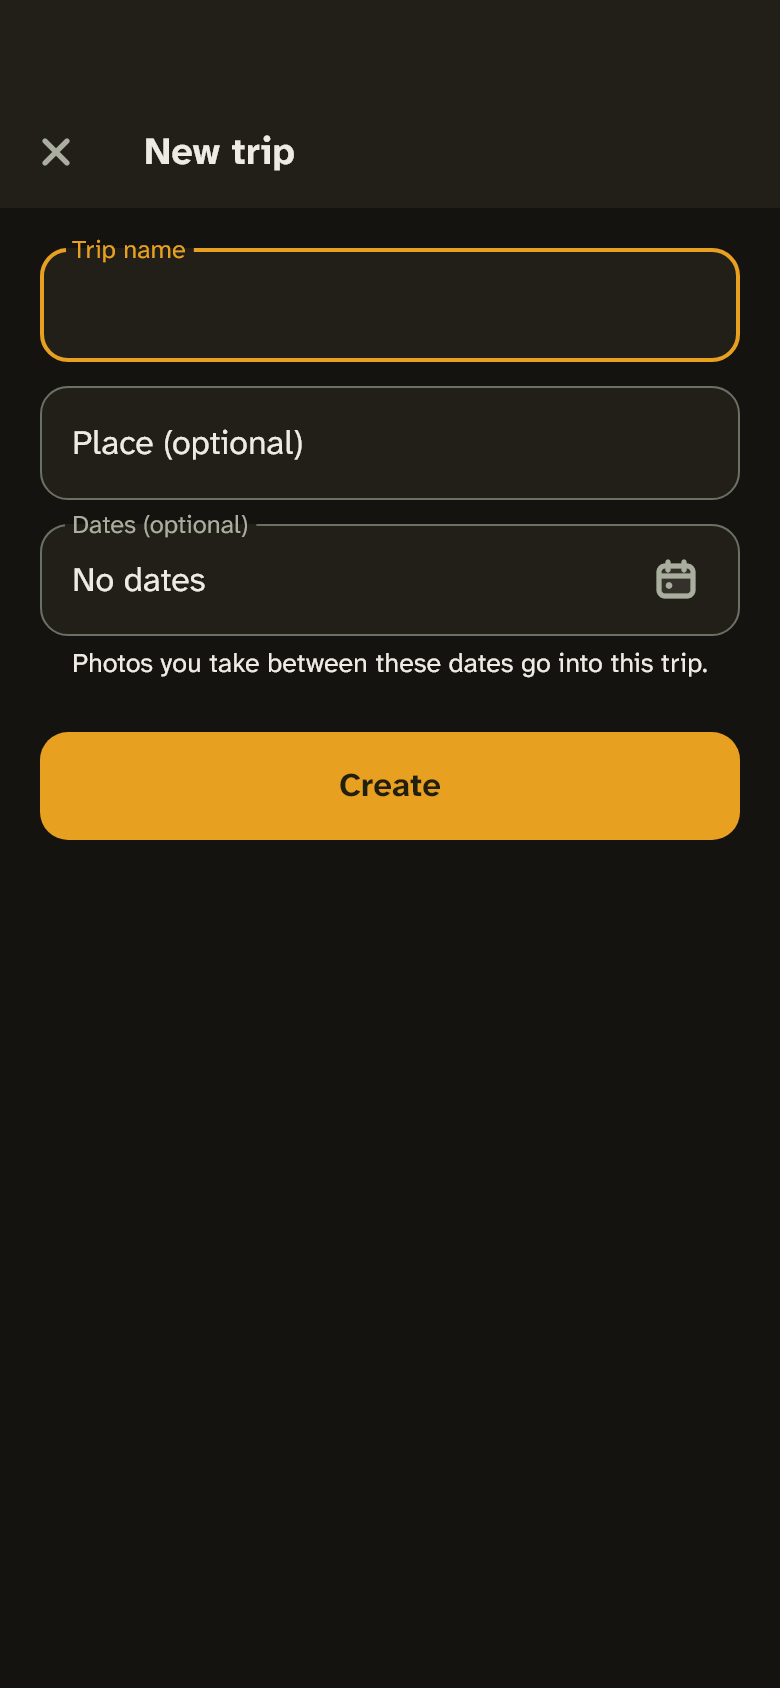 New trip
Trip name
Place (optional)
Dates (optional)
No dates
Photos you take between these dates go into this trip.
Create